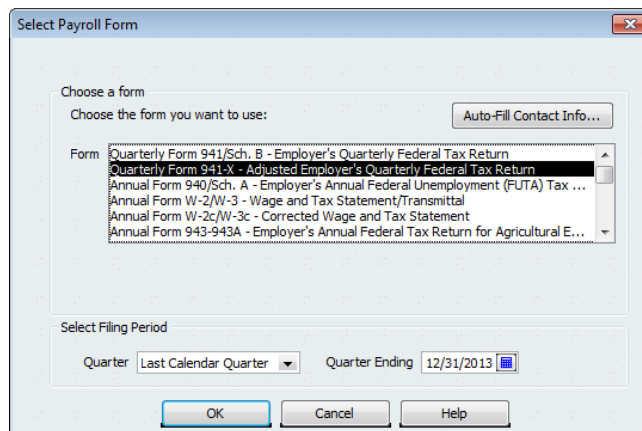 Select Payroll Form
Choose a form
Choose the form you want to use:
Auto-Fill Contact Info...
Form
Quarterly Form 941/Sch. B - Employer's Quarterly Federal Tax Return
Quarterly Form 941-X - Adjusted Employer's Quarterly Federal Tax Return
Annual Form 940/Sch. A - Employer's Annual Federal Unemployment (FUTA) Tax ...
Annual Form W-2/W-3 - Wage and Tax Statement/Transmittal
Annual Form W-2c/W-3c - Corrected Wage and Tax Statement
Annual Form 943-943A - Employer's Annual Federal Tax Return for Agricultural E...
Select Filing Period
Quarter Last Calendar Quarter Quarter Ending 12/31/2013
OK Cancel Help